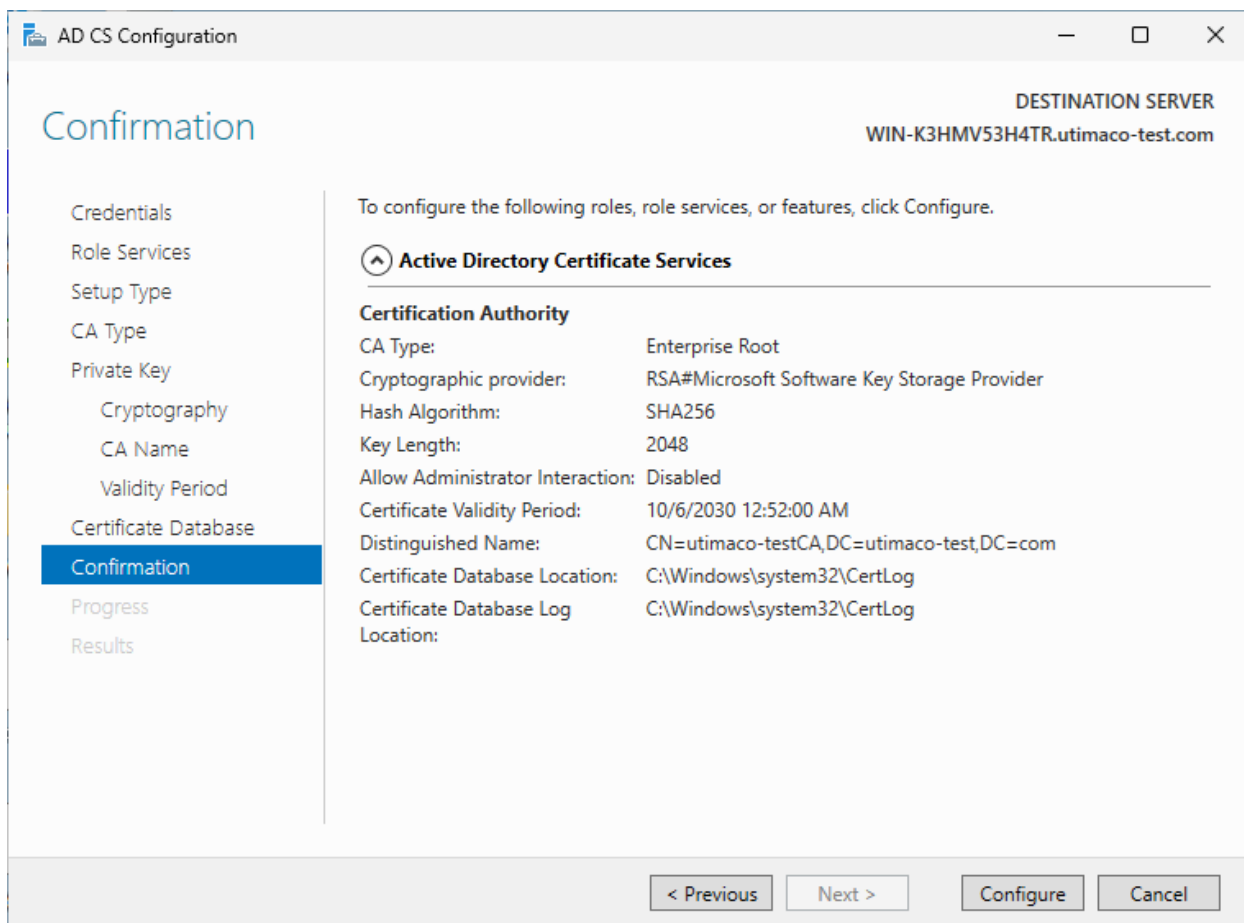 AD CS Configuration
DESTINATION SERVER
WIN-K3HMV53H4TR.utimaco-test.com
Confirmation
Credentials
Role Services
Setup Type
CA Type
Private Key
Cryptography
CA Name
Validity Period
Certificate Database
Confirmation
Progress
Results
To configure the following roles, role services, or features, click Configure.
Active Directory Certificate Services
Certification Authority
CA Type: Enterprise Root
Cryptographic provider: RSA#Microsoft Software Key Storage Provider
Hash Algorithm: SHA256
Key Length: 2048
Allow Administrator Interaction: Disabled
Certificate Validity Period: 10/6/2030 12:52:00 AM
Distinguished Name: CN=utimaco-testCA,DC=utimaco-test,DC=com
Certificate Database Location: C:\Windows\system32\CertLog
Certificate Database Log C:\Windows\system32\CertLog
Location:
< Previous Next > Configure Cancel